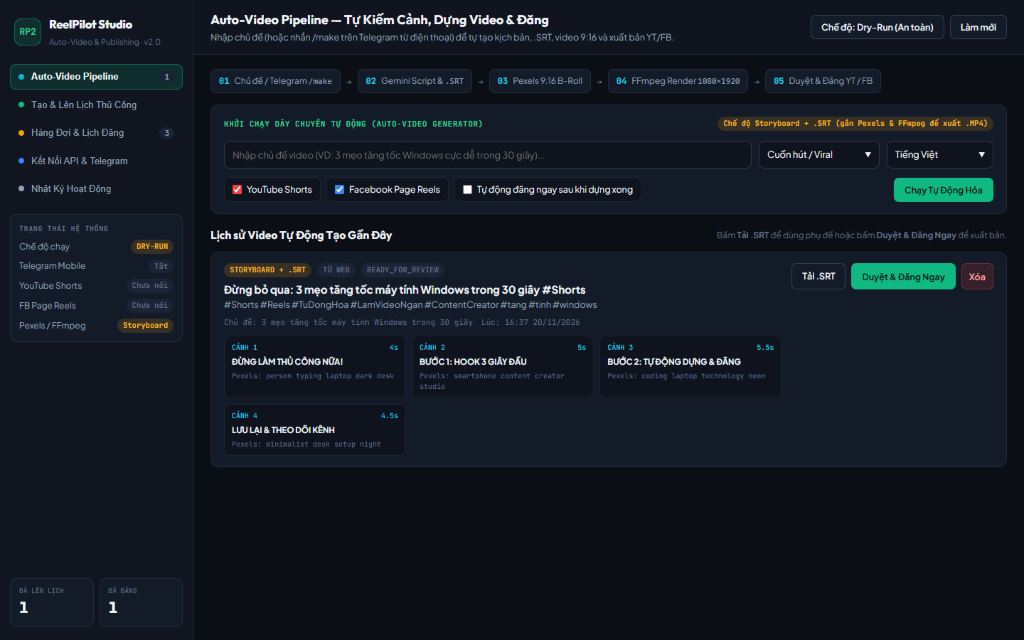 RP2
ReelPilot Studio
Auto-Video & Publishing · v2.0
Auto-Video Pipeline 1
Tạo & Lên Lịch Thủ Công
Hàng Đợi & Lịch Đăng 3
Kết Nối API & Telegram
Nhật Ký Hoạt Động
TRẠNG THÁI HỆ THỐNG
Chế độ chạy DRY-RUN
Telegram Mobile Tắt
YouTube Shorts Chưa nối
FB Page Reels Chưa nối
Pexels / FFmpeg Storyboard
ĐÃ LÊN LỊCH
1
ĐÃ ĐĂNG
1
Auto-Video Pipeline — Tự Kiếm Cảnh, Dựng Video & Đăng
Nhập chủ đề (hoặc nhắn /make trên Telegram từ điện thoại) để tự tạo kịch bản, .SRT, video 9:16 và xuất bản YT/FB.
Chế độ: Dry-Run (An toàn)
Làm mới
01 Chủ đề / Telegram /make → 02 Gemini Script & .SRT → 03 Pexels 9:16 B-Roll → 04 FFmpeg Render 1080×1920 → 05 Duyệt & Đăng YT / FB
KHỞI CHẠY DÂY CHUYỀN TỰ ĐỘNG (AUTO-VIDEO GENERATOR)
Chế độ Storyboard + .SRT (gắn Pexels & FFmpeg để xuất .MP4)
Nhập chủ đề video (VD: 3 mẹo tăng tốc Windows cực dễ trong 30 giây)...
Cuốn hút / Viral
Tiếng Việt
YouTube Shorts
Facebook Page Reels
Tự động đăng ngay sau khi dựng xong
Chạy Tự Động Hóa
Lịch sử Video Tự Động Tạo Gần Đây
Bấm Tải .SRT để dùng phụ đề hoặc bấm Duyệt & Đăng Ngay để xuất bản.
STORYBOARD + .SRT TỪ WEB READY_FOR_REVIEW
Tải .SRT
Duyệt & Đăng Ngay
Xóa
Đừng bỏ qua: 3 mẹo tăng tốc máy tính Windows trong 30 giây #Shorts
#Shorts #Reels #TuDongHoa #LamVideoNgan #ContentCreator #tang #tinh #windows
Chủ đề: 3 mẹo tăng tốc máy tính Windows trong 30 giây Lúc: 16:37 20/11/2026
CẢNH 1 4s
ĐỪNG LÀM THỦ CÔNG NỮA!
Pexels: person typing laptop dark desk
CẢNH 2 5s
BƯỚC 1: HOOK 3 GIÂY ĐẦU
Pexels: smartphone content creator
studio
CẢNH 3 5.5s
BƯỚC 2: TỰ ĐỘNG DỰNG & ĐĂNG
Pexels: coding laptop technology neon
CẢNH 4 4.5s
LƯU LẠI & THEO DÕI KÊNH
Pexels: minimalist desk setup night